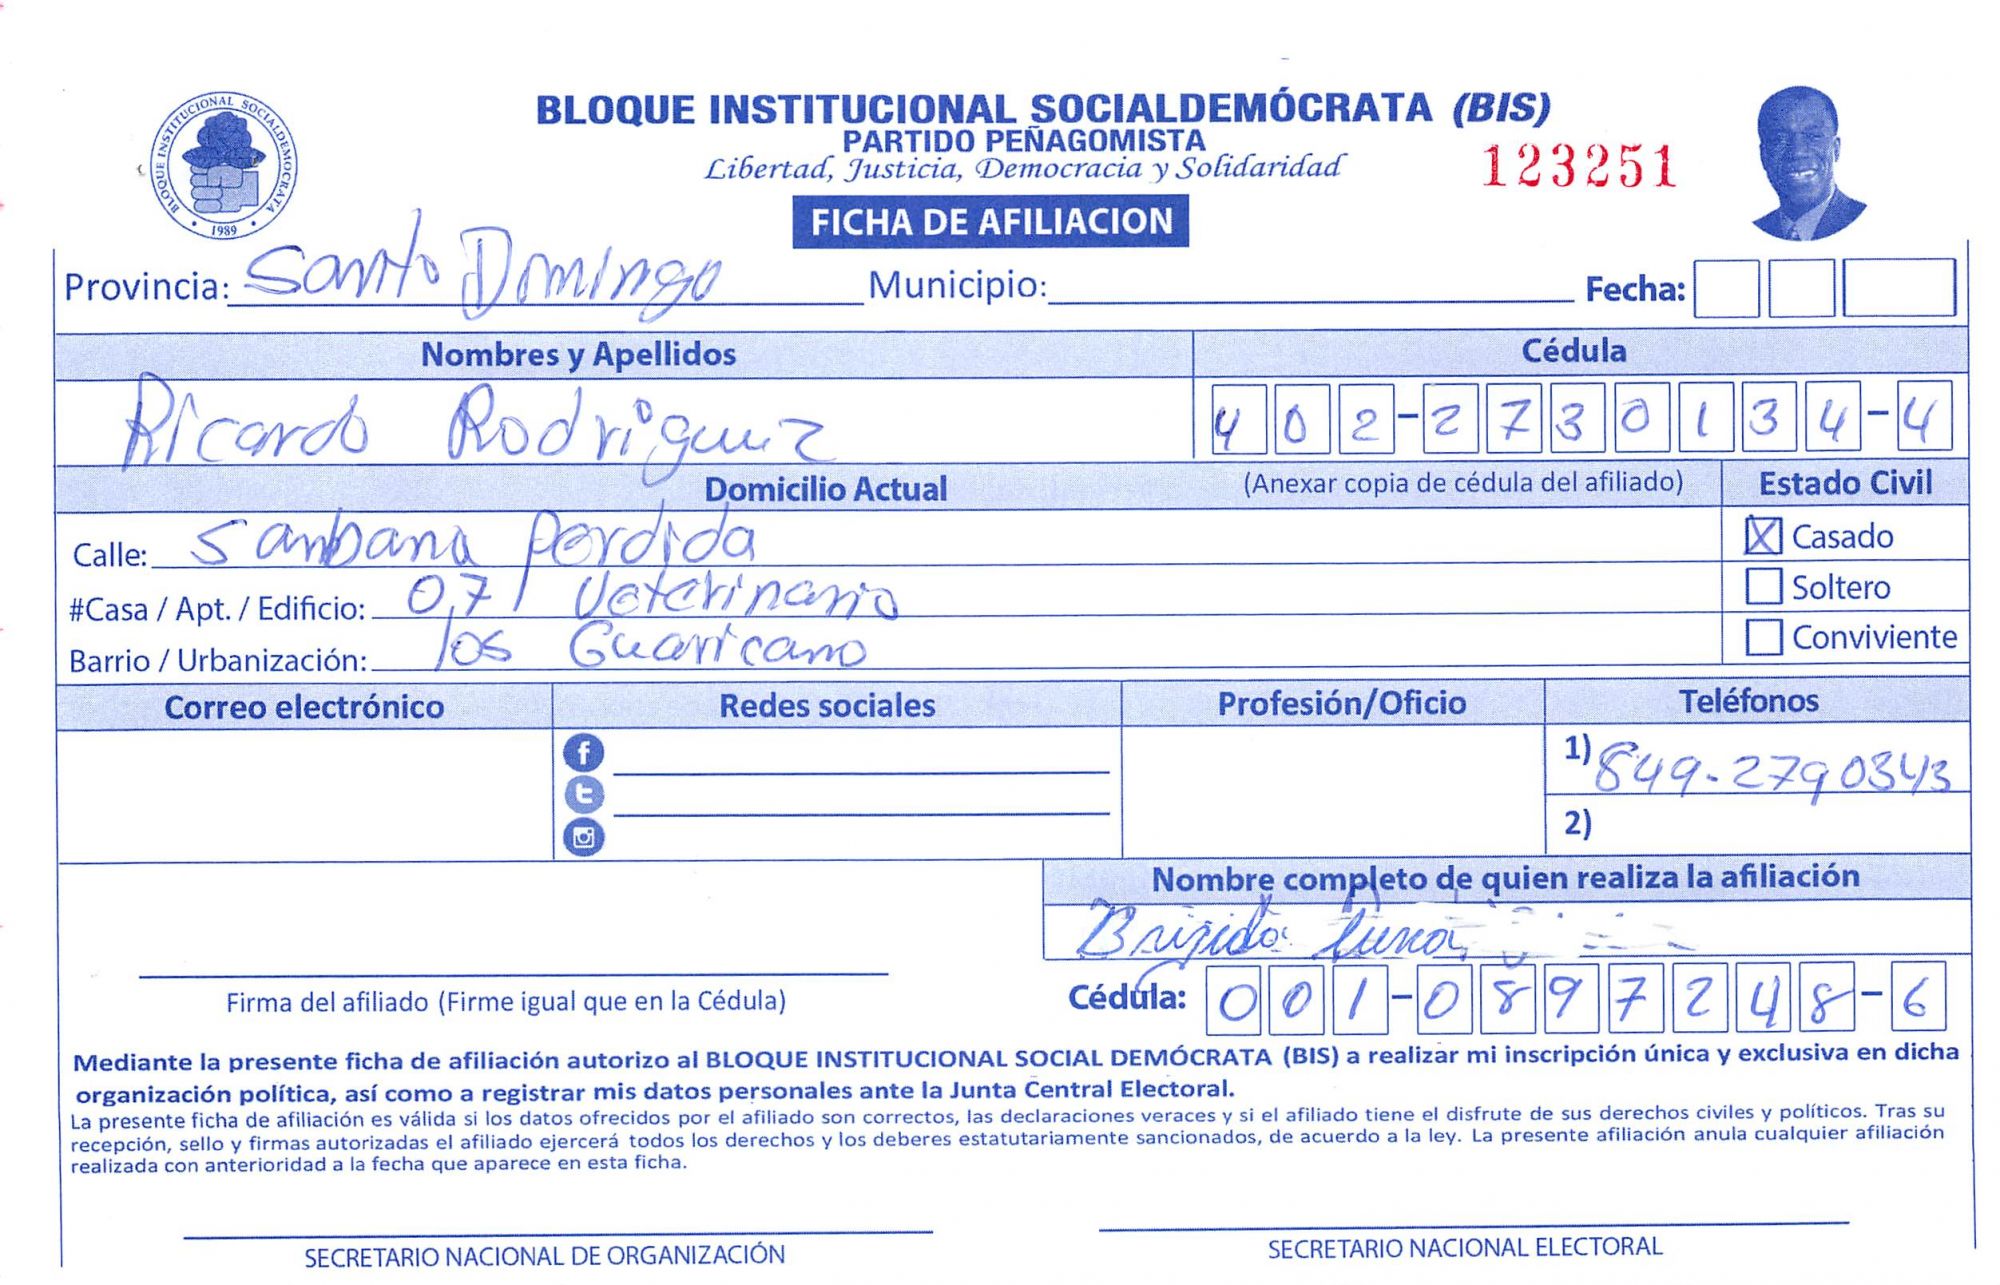 BLOQUE INSTITUCIONAL SOCIALDEMOCRATA
1989
BLOQUE INSTITUCIONAL SOCIALDEMÓCRATA (BIS)
PARTIDO PEÑAGOMISTA
Libertad, Justicia, Democracia y Solidaridad
123251
FICHA DE AFILIACION
Provincia: Santo Domingo Municipio: Fecha:
Nombres y Apellidos Cédula
Ricardo Rodriguez 402-2730134-4
Domicilio Actual (Anexar copia de cédula del afiliado) Estado Civil
Calle: Sanbana perdida X Casado
#Casa / Apt. / Edificio: 07 / Veterinario Soltero
Barrio / Urbanización: los Guaricano Conviviente
Correo electrónico Redes sociales Profesión/Oficio Teléfonos
1) 849-2790343
2)
Nombre completo de quien realiza la afiliación
Brizida
Cédula: 001-0897248-6
Firma del afiliado (Firme igual que en la Cédula)
Mediante la presente ficha de afiliación autorizo al BLOQUE INSTITUCIONAL SOCIAL DEMÓCRATA (BIS) a realizar mi inscripción única y exclusiva en dicha
organización política, así como a registrar mis datos personales ante la Junta Central Electoral.
La presente ficha de afiliación es válida si los datos ofrecidos por el afiliado son correctos, las declaraciones veraces y si el afiliado tiene el disfrute de sus derechos civiles y políticos. Tras su
recepción, sello y firmas autorizadas el afiliado ejercerá todos los derechos y los deberes estatutariamente sancionados, de acuerdo a la ley. La presente afiliación anula cualquier afiliación
realizada con anterioridad a la fecha que aparece en esta ficha.
SECRETARIO NACIONAL DE ORGANIZACIÓN SECRETARIO NACIONAL ELECTORAL